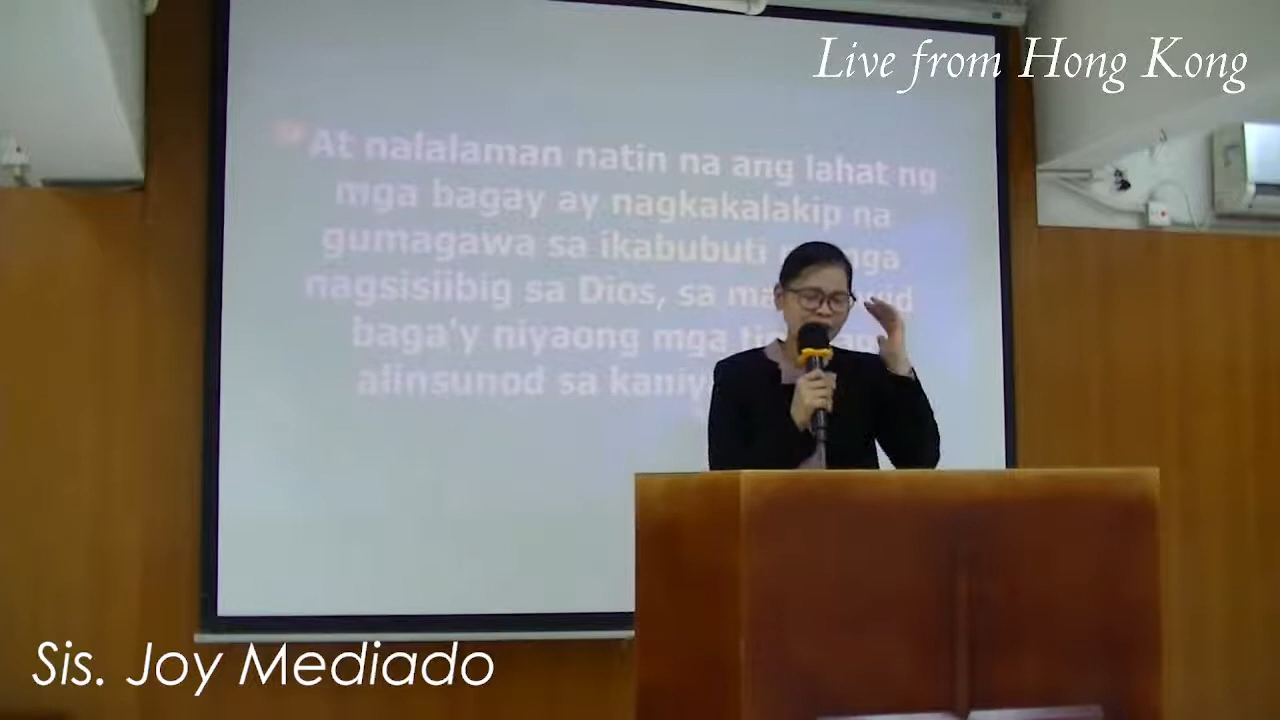 Live from Hong Kong
At nalalaman natin na ang lahat ng
mga bagay ay nagkakalakip na
gumagawa sa ikabubuti nga
nagsisiibig sa Dios, sa
baga'y niyaong mga
alinsunod sa
Sis. Joy Mediado